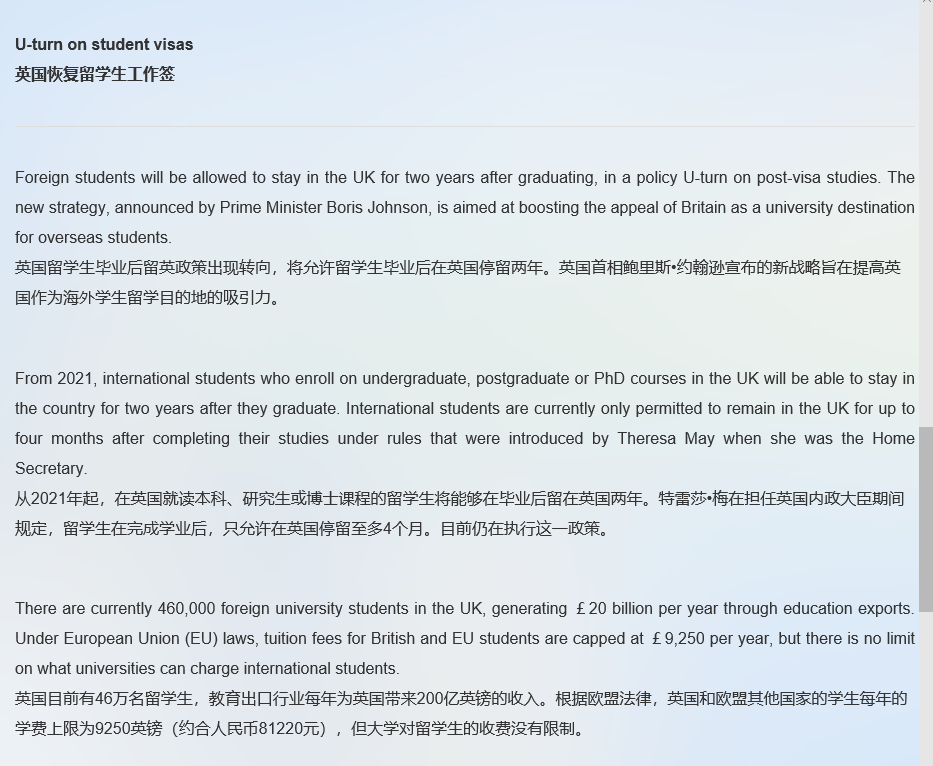 U-turn on student visas
英国恢复留学生工作签
Foreign students will be allowed to stay in the UK for two years after graduating, in a policy U-turn on post-visa studies. The
new strategy, announced by Prime Minister Boris Johnson, is aimed at boosting the appeal of Britain as a university destination
for overseas students.
英国留学生毕业后留英政策出现转向，将允许留学生毕业后在英国停留两年。英国首相鲍里斯•约翰逊宣布的新战略旨在提高英
国作为海外学生留学目的地的吸引力。
From 2021, international students who enroll on undergraduate, postgraduate or PhD courses in the UK will be able to stay in
the country for two years after they graduate. International students are currently only permitted to remain in the UK for up to
four months after completing their studies under rules that were introduced by Theresa May when she was the Home
Secretary.
从2021年起，在英国就读本科、研究生或博士课程的留学生将能够在毕业后留在英国两年。特雷莎•梅在担任英国内政大臣期间
规定，留学生在完成学业后，只允许在英国停留至多4个月。目前仍在执行这一政策。
There are currently 460,000 foreign university students in the UK, generating ￡20 billion per year through education exports.
Under European Union (EU) laws, tuition fees for British and EU students are capped at ￡9,250 per year, but there is no limit
on what universities can charge international students.
英国目前有46万名留学生，教育出口行业每年为英国带来200亿英镑的收入。根据欧盟法律，英国和欧盟其他国家的学生每年的
学费上限为9250英镑（约合人民币81220元），但大学对留学生的收费没有限制。